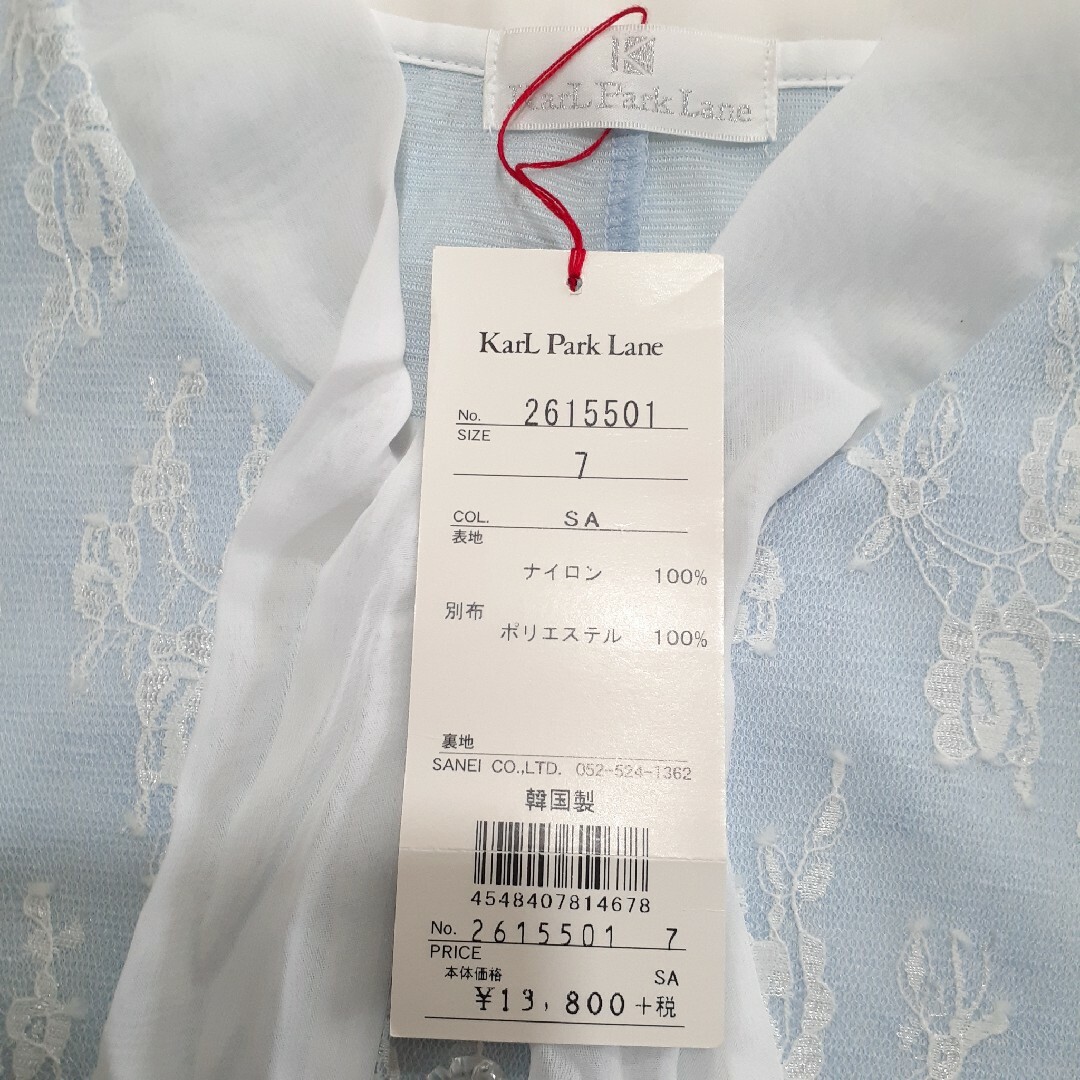 KarL Park Lane
KarL Park Lane
No. 2615501
SIZE
7
COL. SA
表地
ナイロン 100%
別布
ポリエステル 100%
裏地
SANEI CO.,LTD. 052-524-1362
韓国製
4548407814678
No. 2615501 7
PRICE
本体価格 SA
¥13,800+税